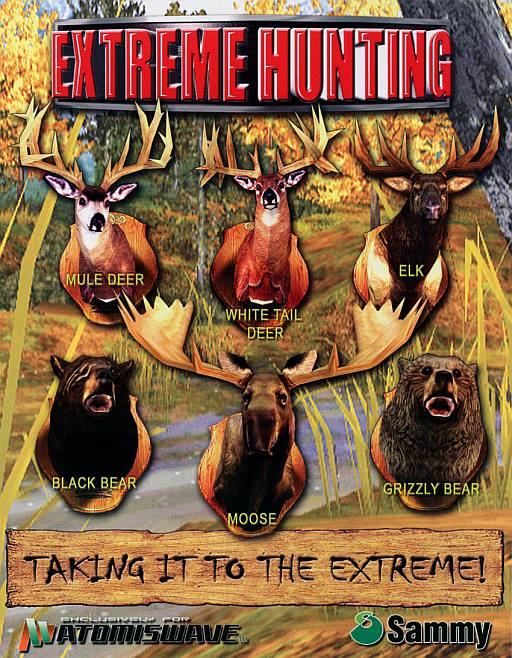 EXTREME HUNTING
MULE DEER
WHITE TAIL
DEER
ELK
BLACK BEAR
MOOSE
GRIZZLY BEAR
TAKING IT TO THE EXTREME!
EXCLUSIVELY FOR
ATOMISWAVE™
Sammy